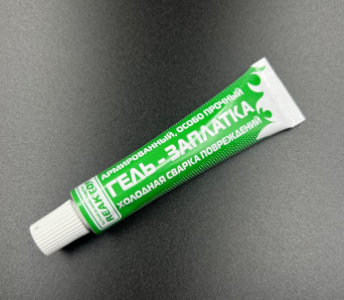 АРМИРОВАННЫЙ, ОСОБО ПРОЧНЫЙ
ГЕЛЬ - ЗАПЛАТКА
ХОЛОДНАЯ СВАРКА ПОВРЕЖДЕНИЙ